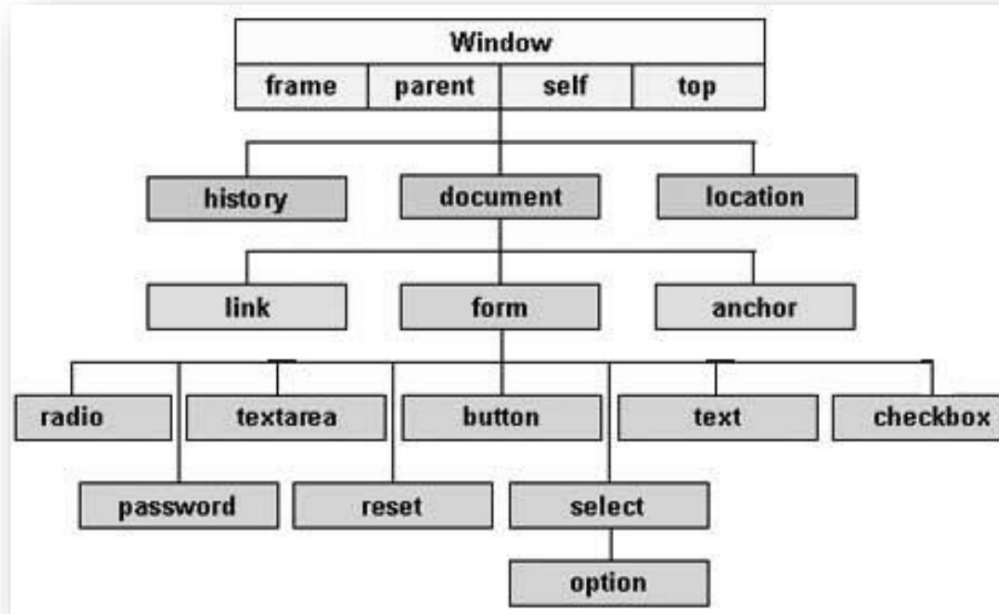 Window
frame parent self top
history document location
link form anchor
radio textarea button text checkbox
password reset select
option